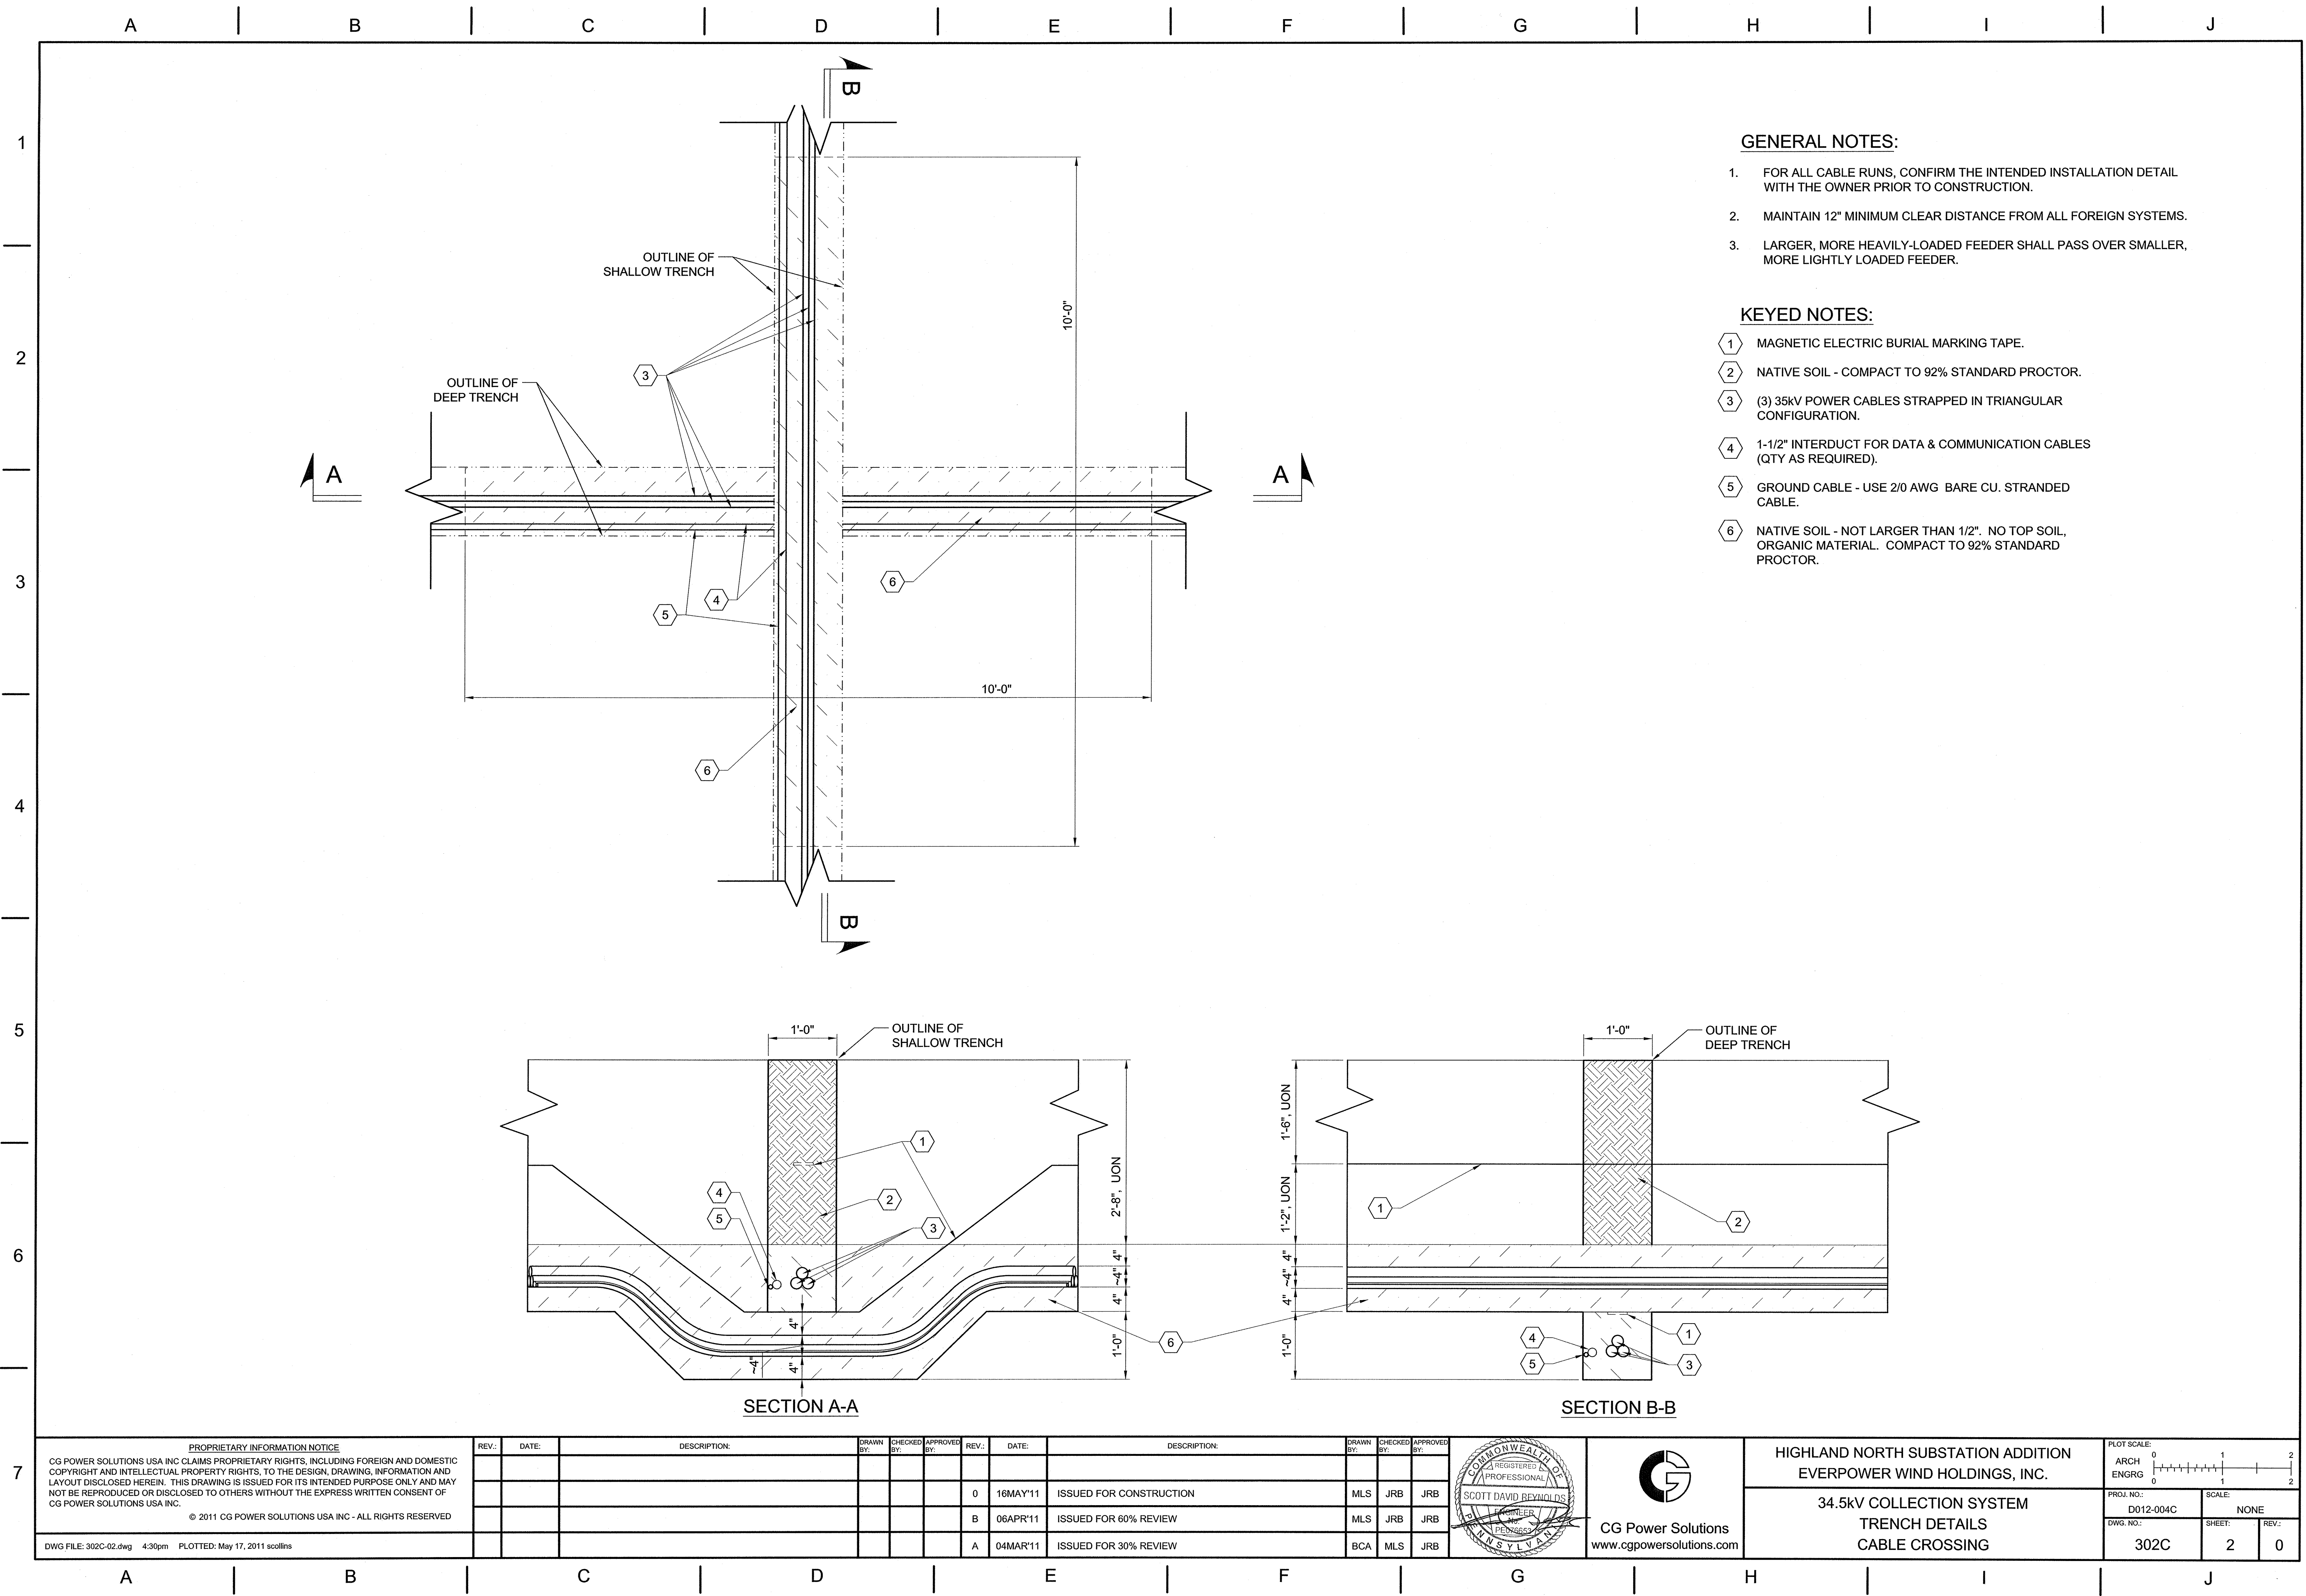 A B C D E F G H I J
1
2
3
4
5
6
7
B
OUTLINE OF
SHALLOW TRENCH
10'-0"
3
OUTLINE OF
DEEP TRENCH
A
A
6
4
5
10'-0"
6
B
GENERAL NOTES:
1. FOR ALL CABLE RUNS, CONFIRM THE INTENDED INSTALLATION DETAIL
WITH THE OWNER PRIOR TO CONSTRUCTION.
2. MAINTAIN 12" MINIMUM CLEAR DISTANCE FROM ALL FOREIGN SYSTEMS.
3. LARGER, MORE HEAVILY-LOADED FEEDER SHALL PASS OVER SMALLER,
MORE LIGHTLY LOADED FEEDER.
KEYED NOTES:
1 MAGNETIC ELECTRIC BURIAL MARKING TAPE.
2 NATIVE SOIL - COMPACT TO 92% STANDARD PROCTOR.
3 (3) 35kV POWER CABLES STRAPPED IN TRIANGULAR
CONFIGURATION.
4 1-1/2" INTERDUCT FOR DATA & COMMUNICATION CABLES
(QTY AS REQUIRED).
5 GROUND CABLE - USE 2/0 AWG BARE CU. STRANDED
CABLE.
6 NATIVE SOIL - NOT LARGER THAN 1/2". NO TOP SOIL,
ORGANIC MATERIAL. COMPACT TO 92% STANDARD
PROCTOR.
1'-0"
OUTLINE OF
SHALLOW TRENCH
1
4
2
5
3
2'-8", UON
4"
~4"
4"
1'-0"
4"
~4"
4"
6
SECTION A-A
1'-0"
OUTLINE OF
DEEP TRENCH
1'-6", UON
1'-2", UON
4"
~4"
4"
1'-0"
1
2
4
1
5
3
SECTION B-B
PROPRIETARY INFORMATION NOTICE
CG POWER SOLUTIONS USA INC CLAIMS PROPRIETARY RIGHTS, INCLUDING FOREIGN AND DOMESTIC
COPYRIGHT AND INTELLECTUAL PROPERTY RIGHTS, TO THE DESIGN, DRAWING, INFORMATION AND
LAYOUT DISCLOSED HEREIN. THIS DRAWING IS ISSUED FOR ITS INTENDED PURPOSE ONLY AND MAY
NOT BE REPRODUCED OR DISCLOSED TO OTHERS WITHOUT THE EXPRESS WRITTEN CONSENT OF
CG POWER SOLUTIONS USA INC.
© 2011 CG POWER SOLUTIONS USA INC - ALL RIGHTS RESERVED
DWG FILE: 302C-02.dwg 4:30pm PLOTTED: May 17, 2011 scollins
REV.: DATE: DESCRIPTION: DRAWN BY: CHECKED BY: APPROVED BY: REV.: DATE: DESCRIPTION: DRAWN BY: CHECKED BY: APPROVED BY:
0 16MAY'11 ISSUED FOR CONSTRUCTION MLS JRB JRB
B 06APR'11 ISSUED FOR 60% REVIEW MLS JRB JRB
A 04MAR'11 ISSUED FOR 30% REVIEW BCA MLS JRB
COMMONWEALTH OF
REGISTERED
PROFESSIONAL
SCOTT DAVID REYNOLDS
ENGINEER
No.
PE076653
PENNSYLVANIA
CG Power Solutions
www.cgpowersolutions.com
HIGHLAND NORTH SUBSTATION ADDITION
EVERPOWER WIND HOLDINGS, INC.
34.5kV COLLECTION SYSTEM
TRENCH DETAILS
CABLE CROSSING
PLOT SCALE:
0 1 2
ARCH
ENGRG
0 1 2
PROJ. NO.: SCALE:
D012-004C NONE
DWG. NO.: SHEET: REV.:
302C 2 0
A B C D E F G H I J